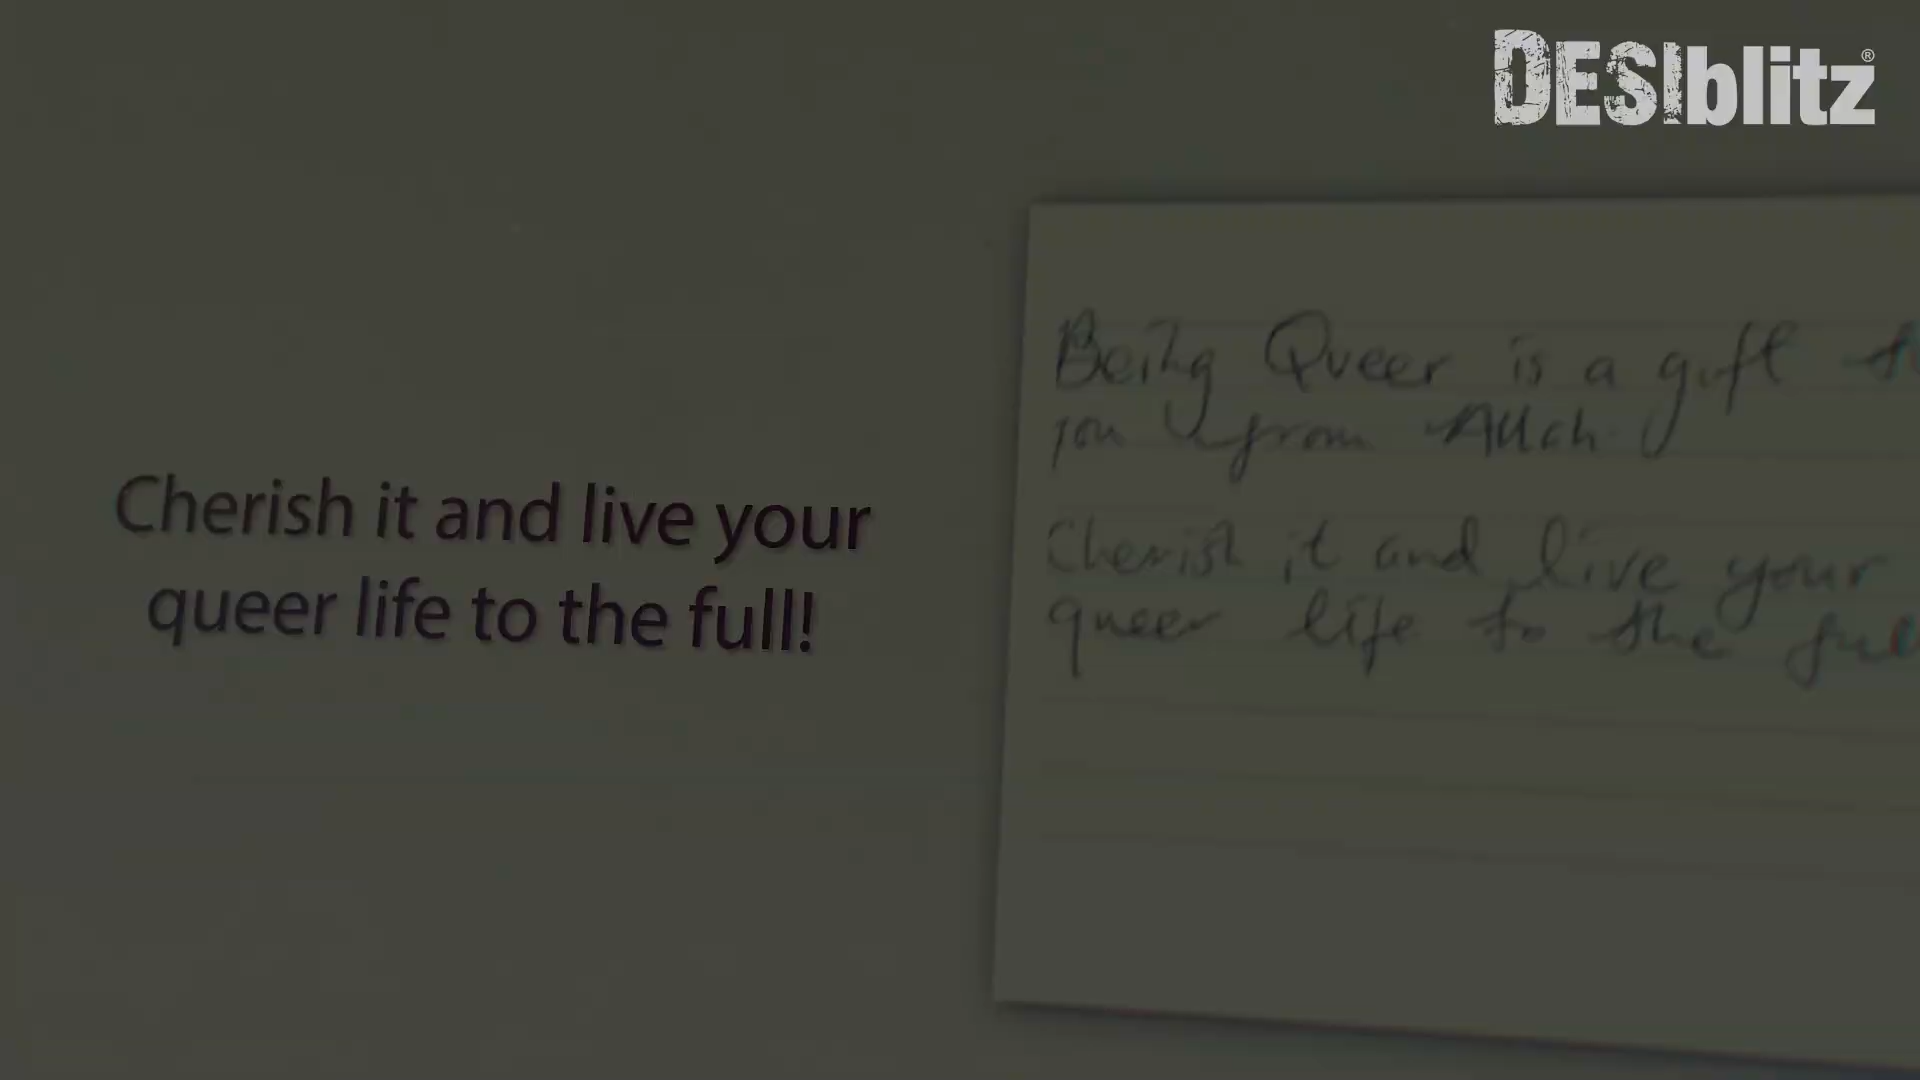 DESIblitz®
Cherish it and live your
queer life to the full!
Being Queer is a gift
you from Allah.
Cherish it and live your
queer life to the